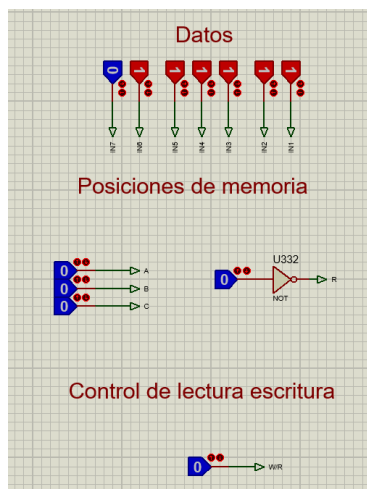 Datos
0 1 1 1 1 1 1
IN7 IN6 IN5 IN4 IN3 IN2 IN1
Posiciones de memoria
U332
0 A
0 B
0 C
0 R
NOT
Control de lectura escritura
0 W/R